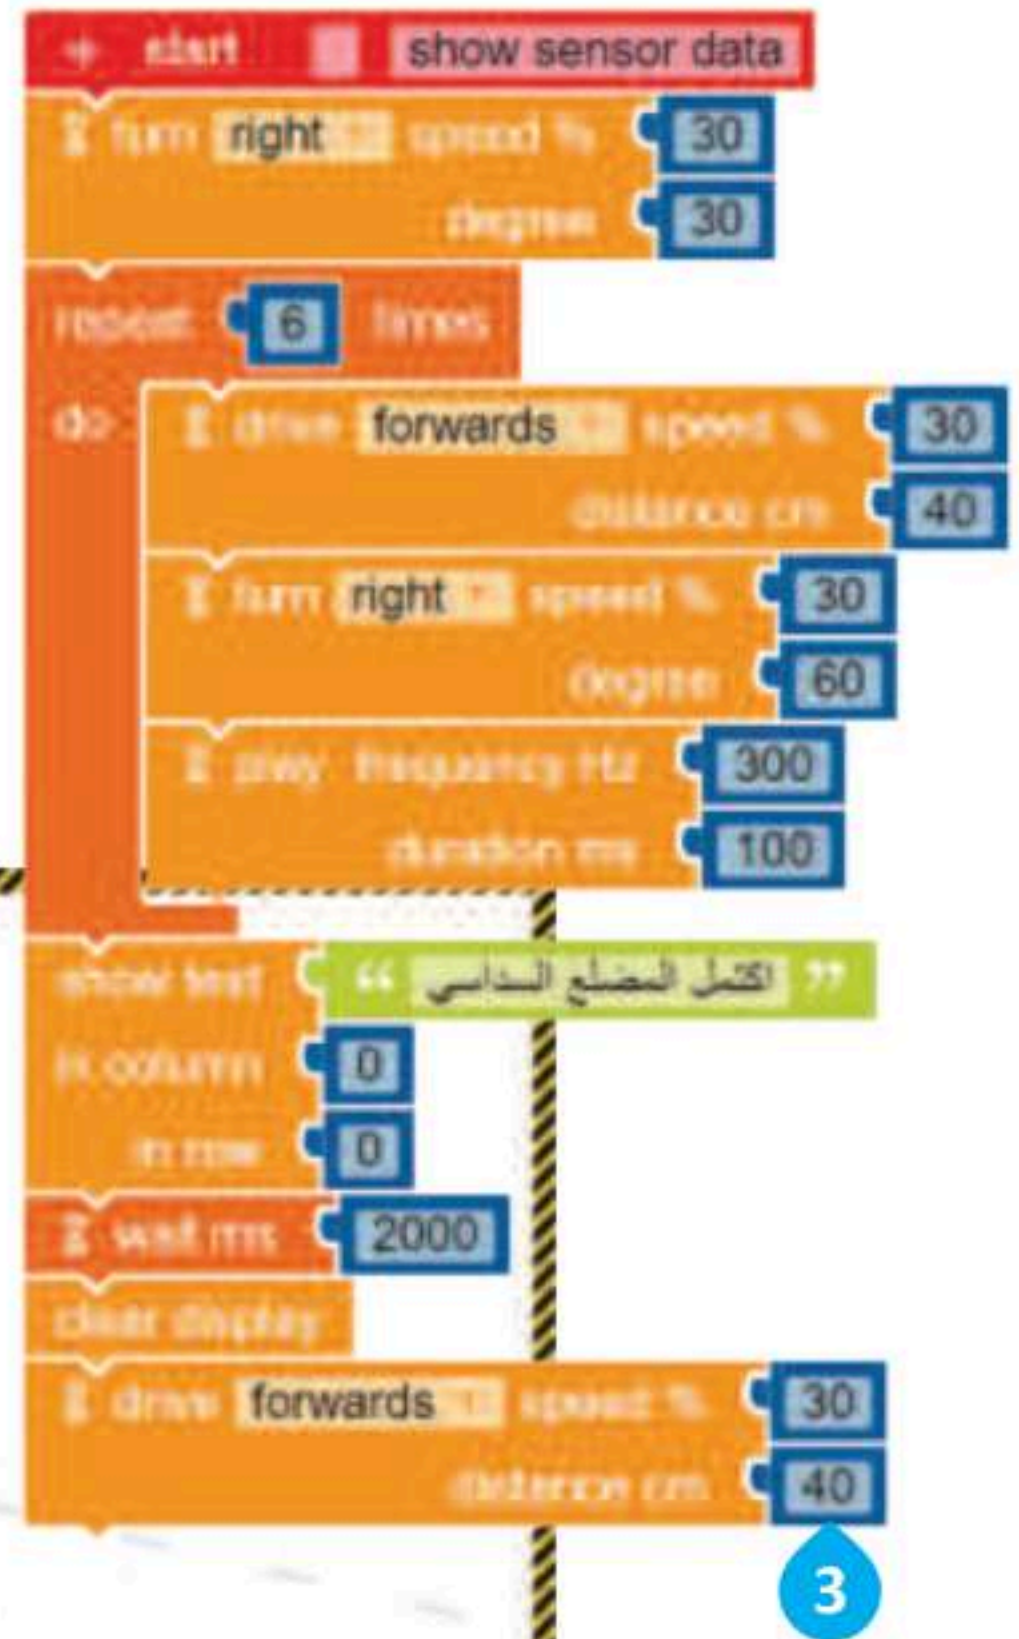 + start show sensor data
turn right speed % 30
degree 30
repeat 6 times
do drive forwards speed % 30
distance cm 40
turn right speed % 30
degree 60
play frequency Hz 300
duration ms 100
show text “ اكتمل المضلع السداسي ”
in column 0
in row 0
wait ms 2000
clear display
drive forwards speed % 30
distance cm 40
3